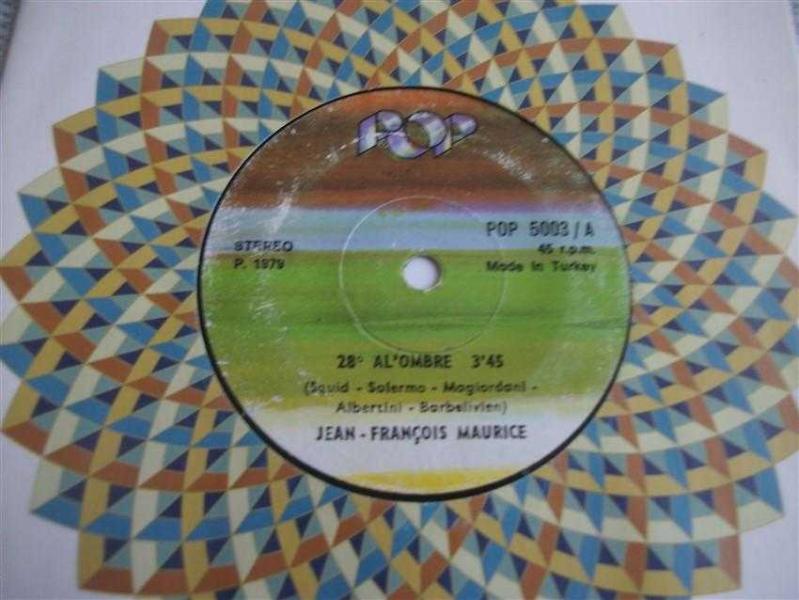 POP
POP 5003/A
STEREO
45 r.p.m.
P. 1979
Made in Turkey
28° AL'OMBRE 3'45
(Squid - Salerno - Magiordani -
Albertini - Barbelivien)
JEAN - FRANÇOIS MAURICE